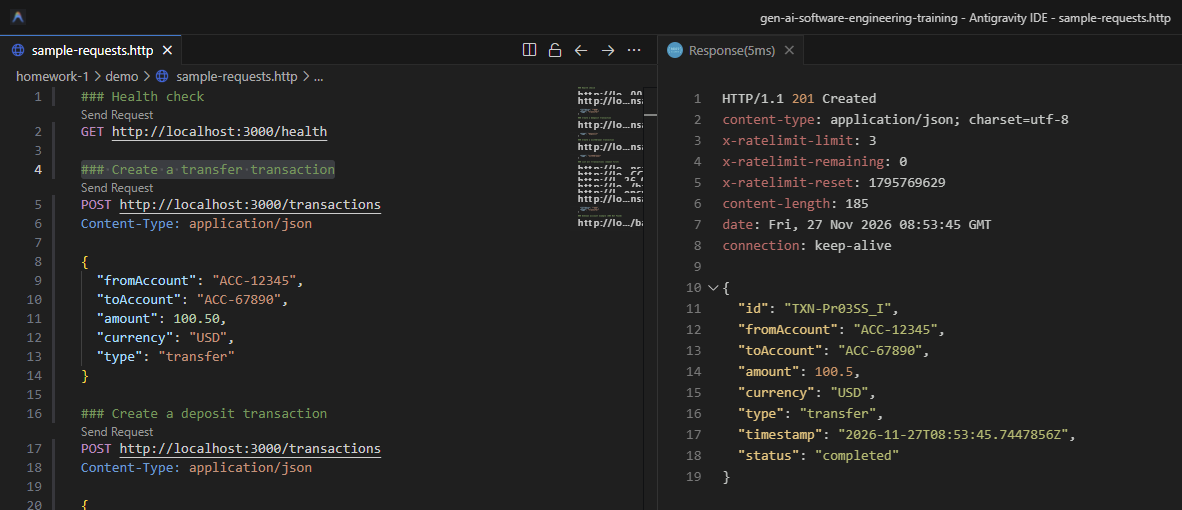 gen-ai-software-engineering-training - Antigravity IDE - sample-requests.http
sample-requests.http
homework-1 > demo > sample-requests.http > ...
1 ### Health check
Send Request
2 GET http://localhost:3000/health
3
4 ### Create a transfer transaction
Send Request
5 POST http://localhost:3000/transactions
6 Content-Type: application/json
7
8 {
9 "fromAccount": "ACC-12345",
10 "toAccount": "ACC-67890",
11 "amount": 100.50,
12 "currency": "USD",
13 "type": "transfer"
14 }
15
16 ### Create a deposit transaction
Send Request
17 POST http://localhost:3000/transactions
18 Content-Type: application/json
19
20 {
Response(5ms)
1 HTTP/1.1 201 Created
2 content-type: application/json; charset=utf-8
3 x-ratelimit-limit: 3
4 x-ratelimit-remaining: 0
5 x-ratelimit-reset: 1795769629
6 content-length: 185
7 date: Fri, 27 Nov 2026 08:53:45 GMT
8 connection: keep-alive
9
10 {
11 "id": "TXN-Pr03SS_I",
12 "fromAccount": "ACC-12345",
13 "toAccount": "ACC-67890",
14 "amount": 100.5,
15 "currency": "USD",
16 "type": "transfer",
17 "timestamp": "2026-11-27T08:53:45.7447856Z",
18 "status": "completed"
19 }